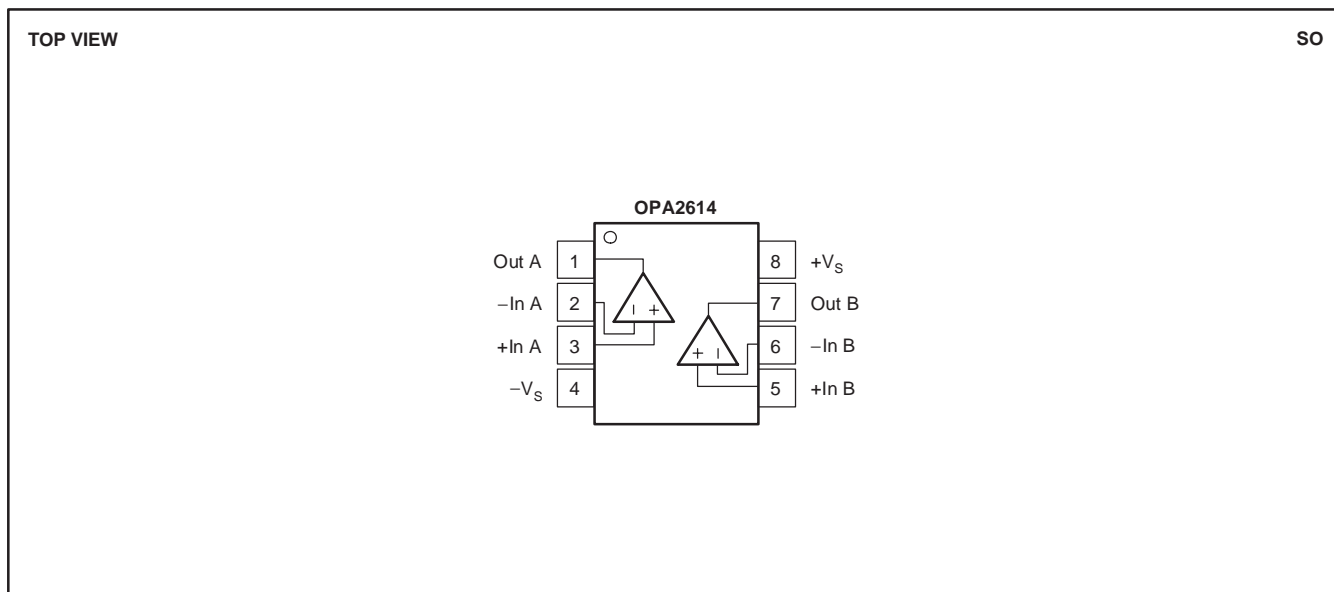 TOP VIEW
SO
OPA2614
Out A 1
−In A 2
+In A 3
−VS 4
8 +VS
7 Out B
6 −In B
5 +In B
− +
+ −